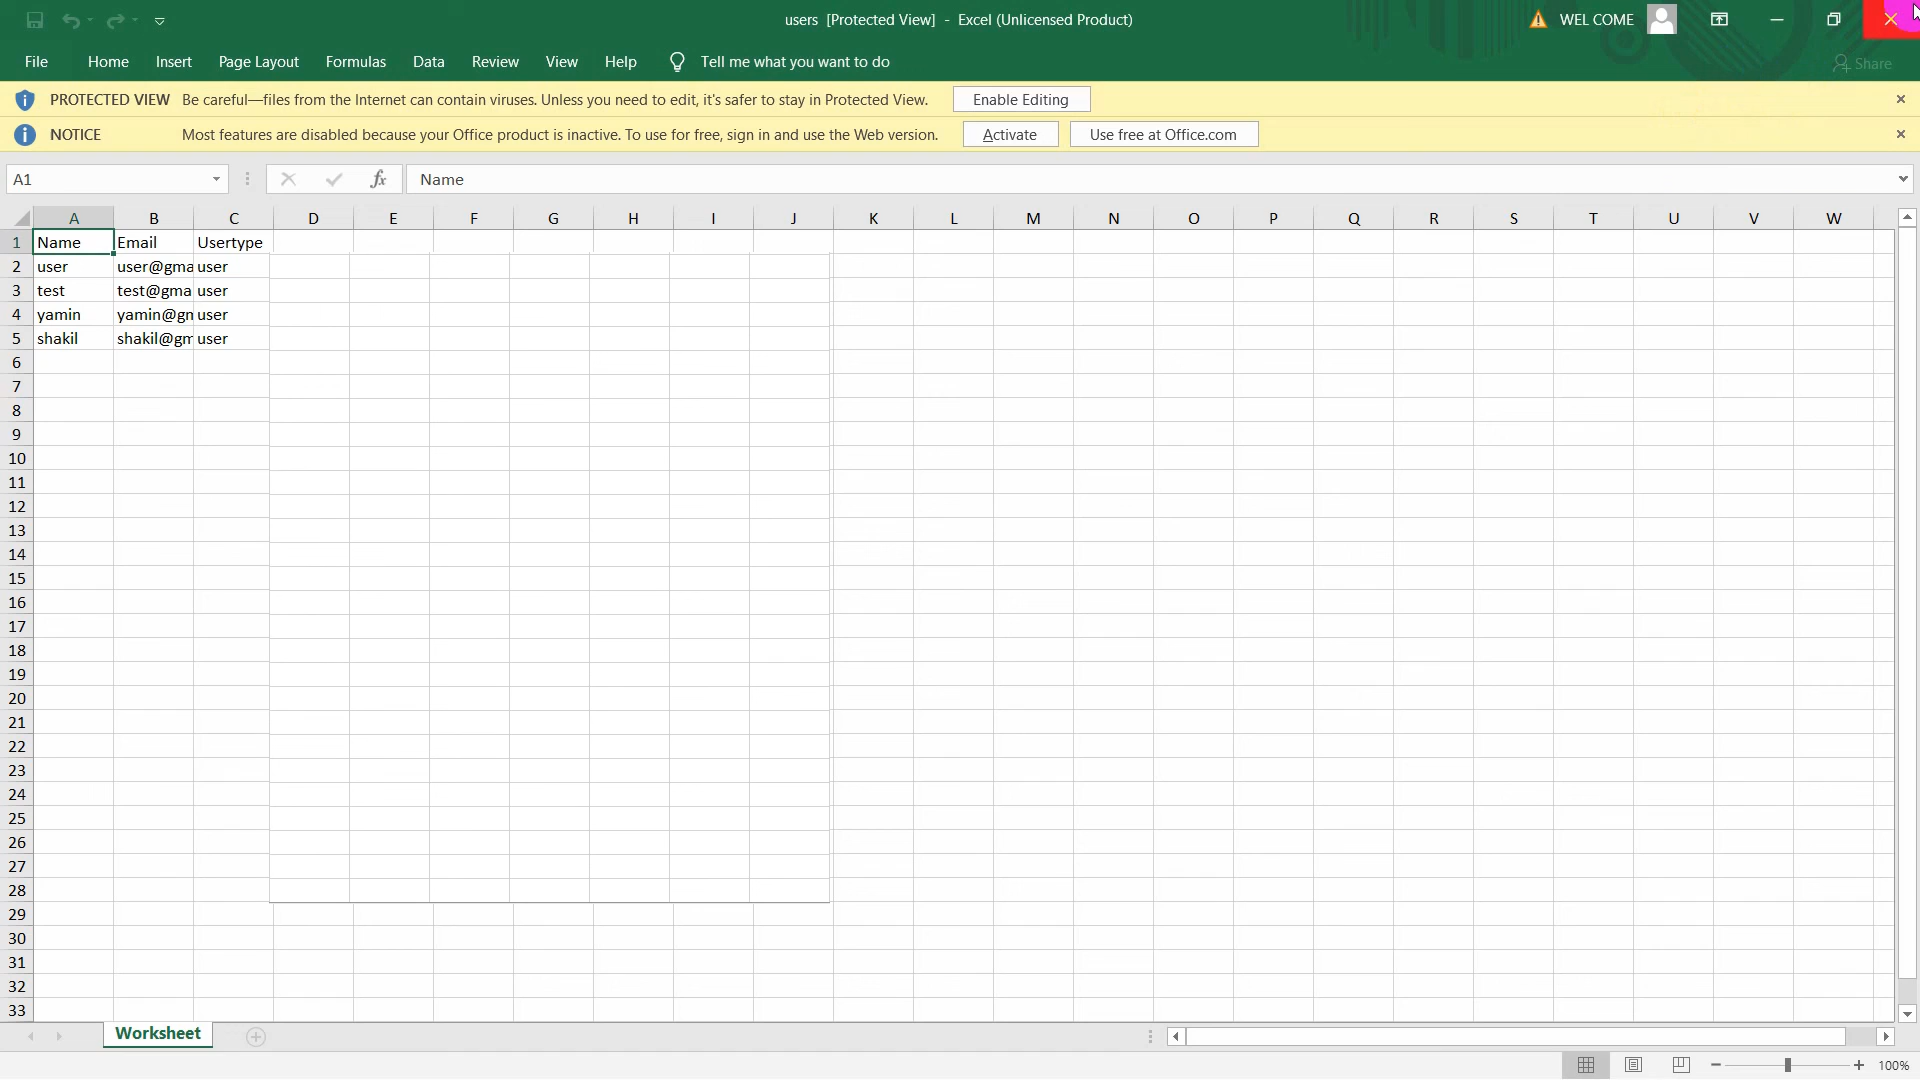 users [Protected View] - Excel (Unlicensed Product)
WEL COME
File Home Insert Page Layout Formulas Data Review View Help Tell me what you want to do
Share
PROTECTED VIEW Be careful—files from the Internet can contain viruses. Unless you need to edit, it's safer to stay in Protected View. Enable Editing
NOTICE Most features are disabled because your Office product is inactive. To use for free, sign in and use the Web version. Activate Use free at Office.com
A1 fx Name
A B C D E F G H I J K L M N O P Q R S T U V W
1 Name Email Usertype
2 user user@gma user
3 test test@gma user
4 yamin yamin@gm user
5 shakil shakil@gm user
6
7
8
9
10
11
12
13
14
15
16
17
18
19
20
21
22
23
24
25
26
27
28
29
30
31
32
33
Worksheet
100%